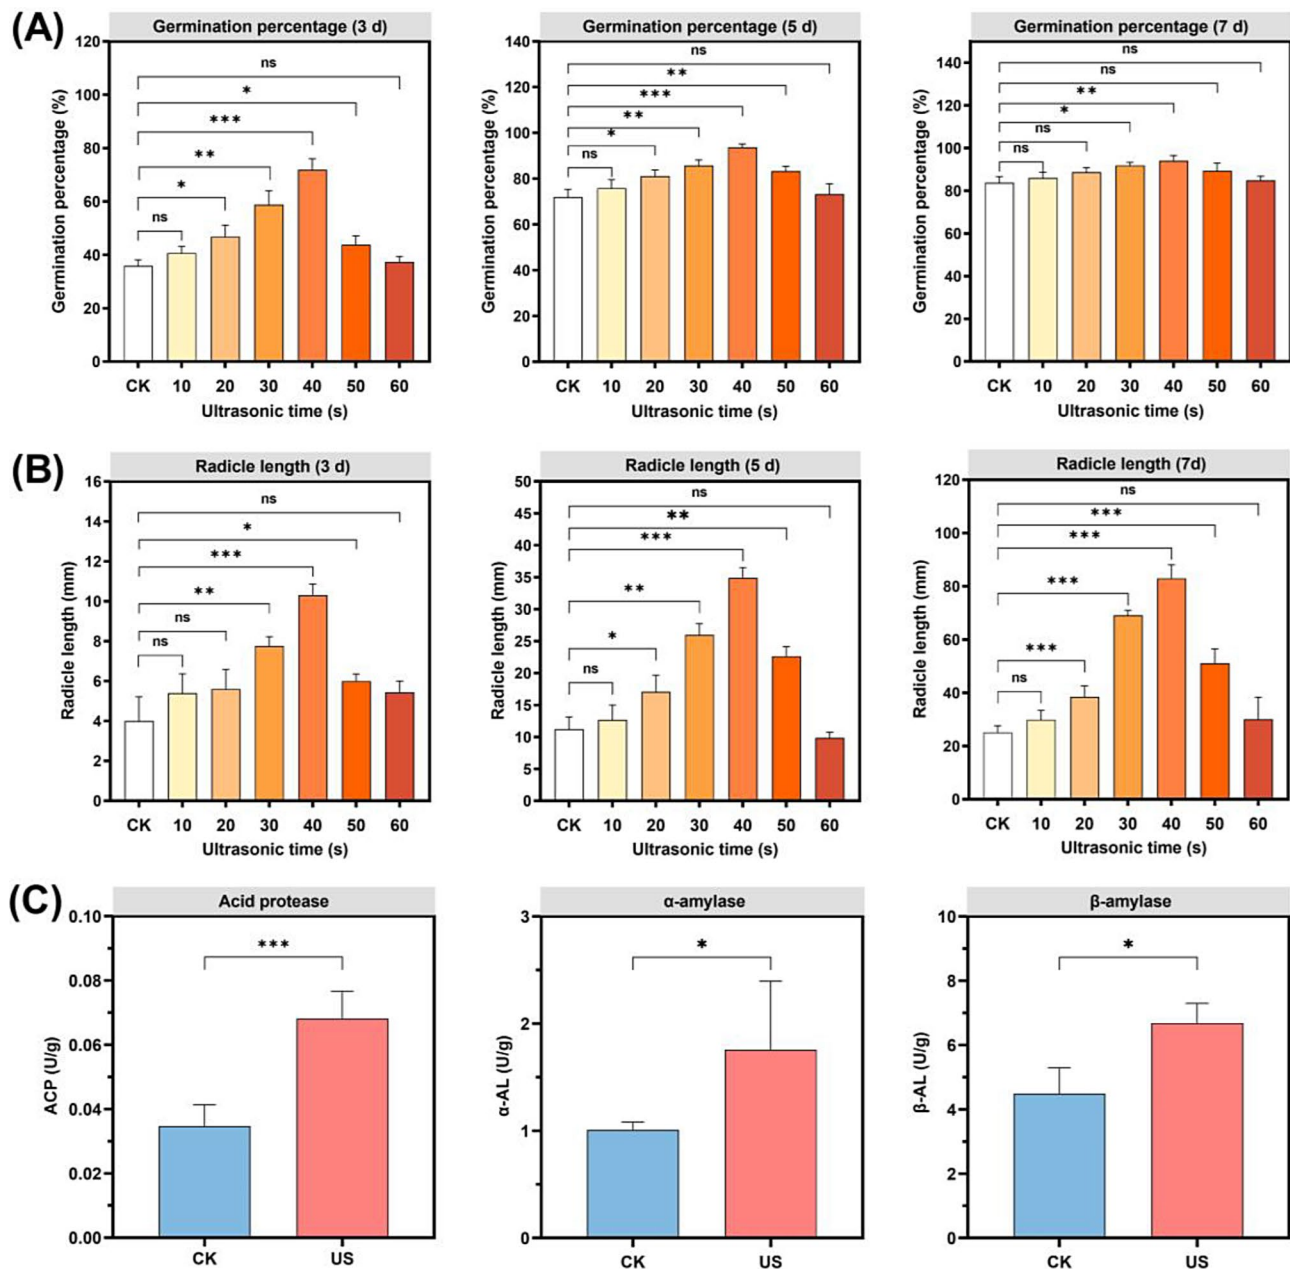 (A)
Germination percentage (3 d)
Germination percentage (%)
120
100
80
60
40
20
0
ns
*
***
**
*
ns
CK 10 20 30 40 50 60
Ultrasonic time (s)
Germination percentage (5 d)
Germination percentage (%)
140
120
100
80
60
40
20
0
ns
**
***
**
*
ns
CK 10 20 30 40 50 60
Ultrasonic time (s)
Germination percentage (7 d)
Germination percentage (%)
140
120
100
80
60
40
20
0
ns
ns
**
*
ns
ns
CK 10 20 30 40 50 60
Ultrasonic time (s)
(B)
Radicle length (3 d)
Radicle length (mm)
16
14
12
10
8
6
4
2
0
ns
*
***
**
ns
ns
CK 10 20 30 40 50 60
Ultrasonic time (s)
Radicle length (5 d)
Radicle length (mm)
50
45
40
35
30
25
20
15
10
5
0
ns
**
***
**
*
ns
CK 10 20 30 40 50 60
Ultrasonic time (s)
Radicle length (7d)
Radicle length (mm)
120
100
80
60
40
20
0
ns
***
***
***
***
ns
CK 10 20 30 40 50 60
Ultrasonic time (s)
(C)
Acid protease
ACP (U/g)
0.10
0.08
0.06
0.04
0.02
0.00
***
CK US
α-amylase
α-AL (U/g)
3
2
1
0
*
CK US
β-amylase
β-AL (U/g)
10
8
6
4
2
0
*
CK US